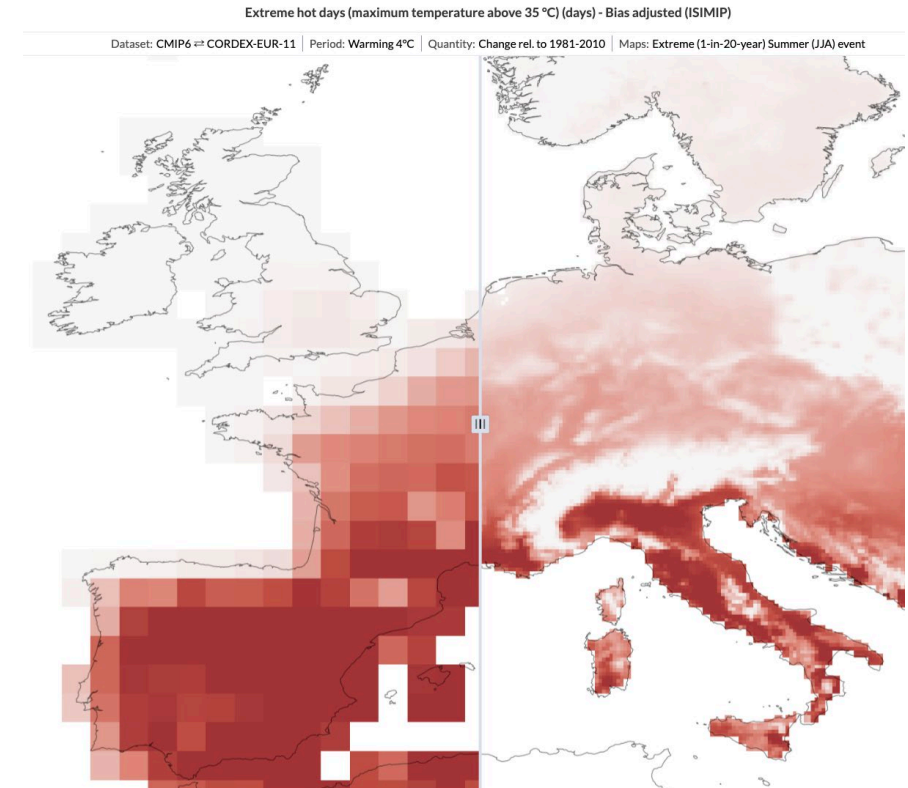 Extreme hot days (maximum temperature above 35 °C) (days) - Bias adjusted (ISIMIP)
Dataset: CMIP6 ⇄ CORDEX-EUR-11 | Period: Warming 4°C | Quantity: Change rel. to 1981-2010 | Maps: Extreme (1-in-20-year) Summer (JJA) event